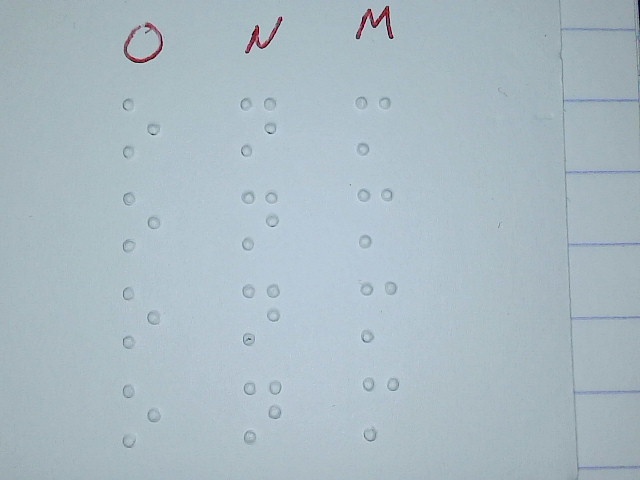 O N M
⠕ ⠝ ⠍
⠕ ⠝ ⠍
⠕ ⠝ ⠍
⠕ ⠝ ⠍